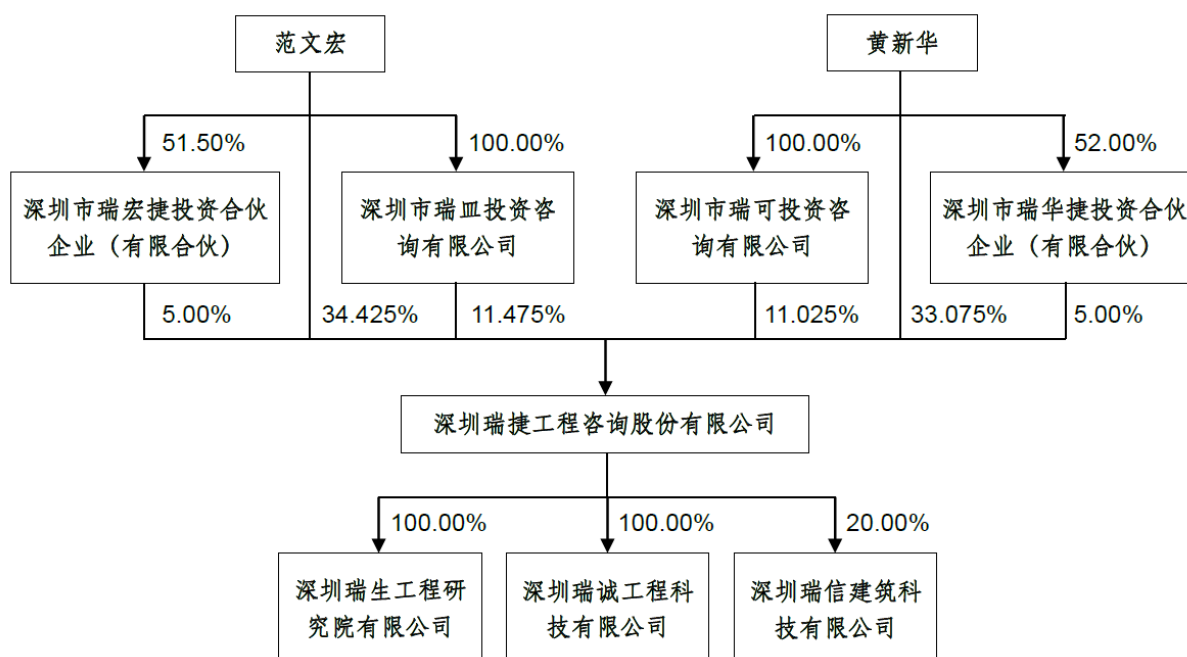 范文宏
黄新华
51.50%
100.00%
100.00%
52.00%
深圳市瑞宏捷投资合伙
企业（有限合伙）
深圳市瑞皿投资咨
询有限公司
深圳市瑞可投资咨
询有限公司
深圳市瑞华捷投资合伙
企业（有限合伙）
5.00%
34.425%
11.475%
11.025%
33.075%
5.00%
深圳瑞捷工程咨询股份有限公司
100.00%
100.00%
20.00%
深圳瑞生工程研
究院有限公司
深圳瑞诚工程科
技有限公司
深圳瑞信建筑科
技有限公司